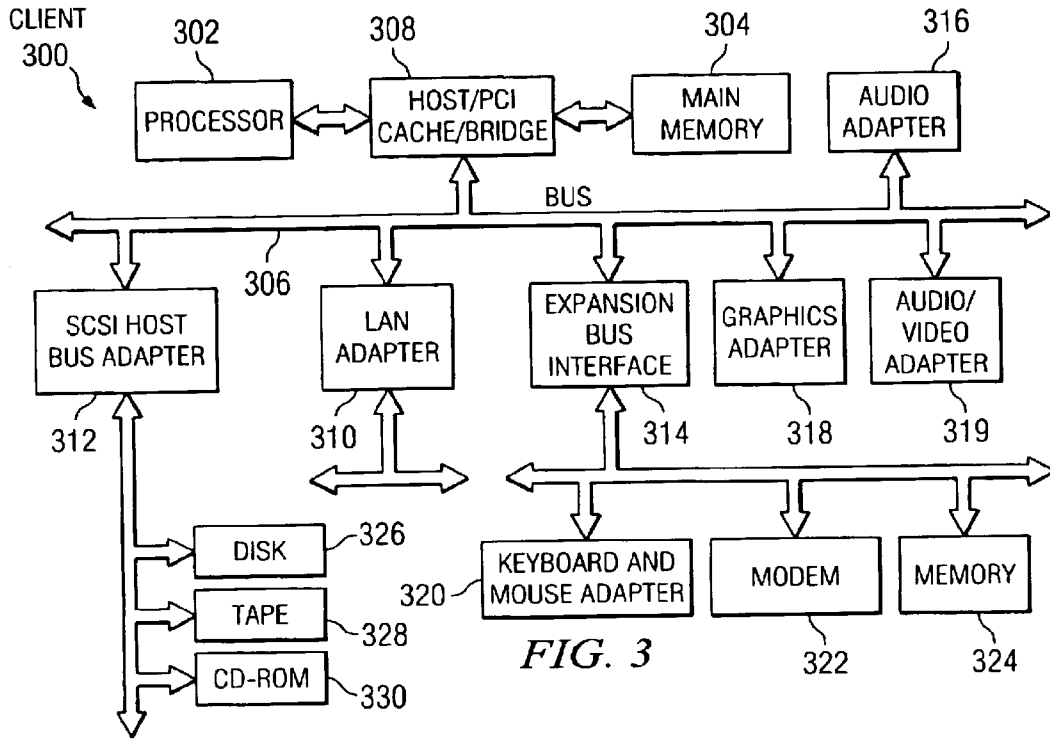 CLIENT
300
302
308
304
316
PROCESSOR
HOST/PCI
CACHE/BRIDGE
MAIN
MEMORY
AUDIO
ADAPTER
BUS
306
SCSI HOST
BUS ADAPTER
LAN
ADAPTER
EXPANSION
BUS
INTERFACE
GRAPHICS
ADAPTER
AUDIO/
VIDEO
ADAPTER
312
310
314
318
319
DISK
326
TAPE
328
CD-ROM
330
320
KEYBOARD AND
MOUSE ADAPTER
MODEM
MEMORY
322
324
FIG. 3